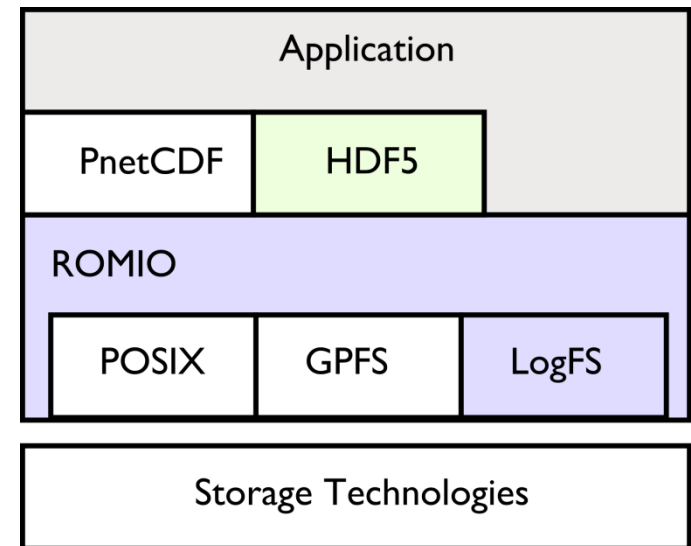 Application
PnetCDF HDF5
ROMIO
POSIX GPFS LogFS
Storage Technologies